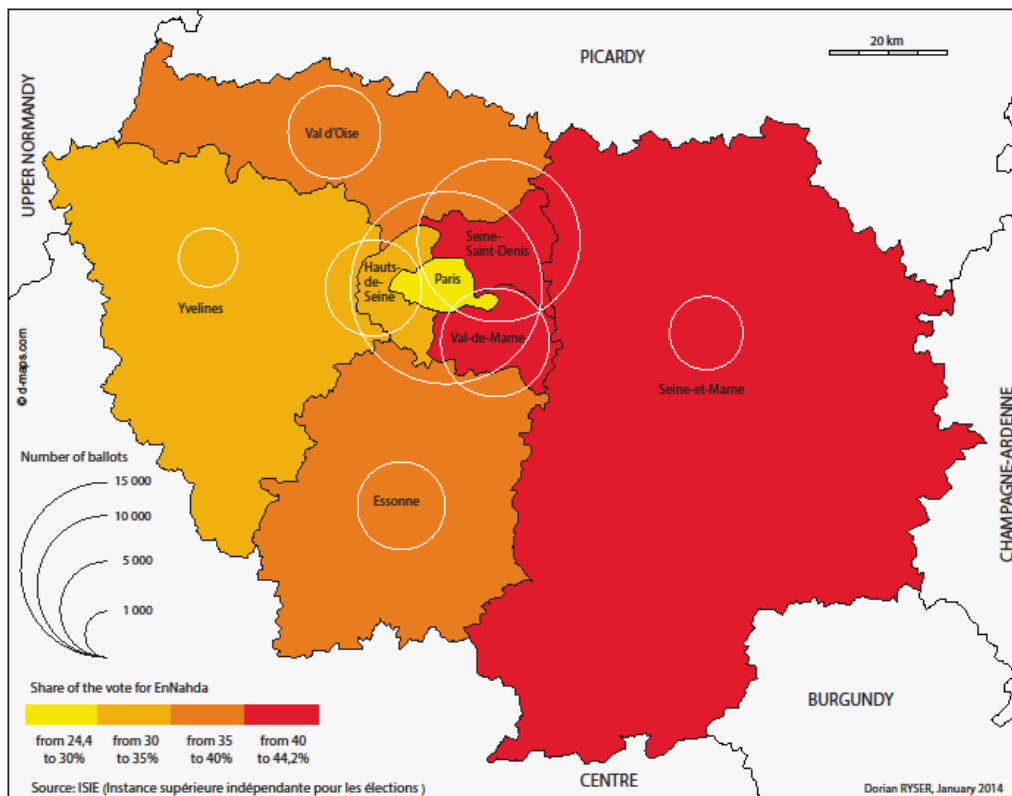 PICARDY
20 km
UPPER NORMANDY
Val d'Oise
Seine-
Saint-Denis
Hauts-
de-
Seine
Paris
Yvelines
Val-de-Marne
Seine-et-Marne
© d-maps.com
CHAMPAGNE-ARDENNE
Number of ballots
15 000
10 000
5 000
1 000
Essonne
Share of the vote for EnNahda
from 24,4
to 30%
from 30
to 35%
from 35
to 40%
from 40
to 44,2%
BURGUNDY
CENTRE
Source: ISIE (Instance supérieure indépendante pour les élections )
Dorian RYSER, January 2014